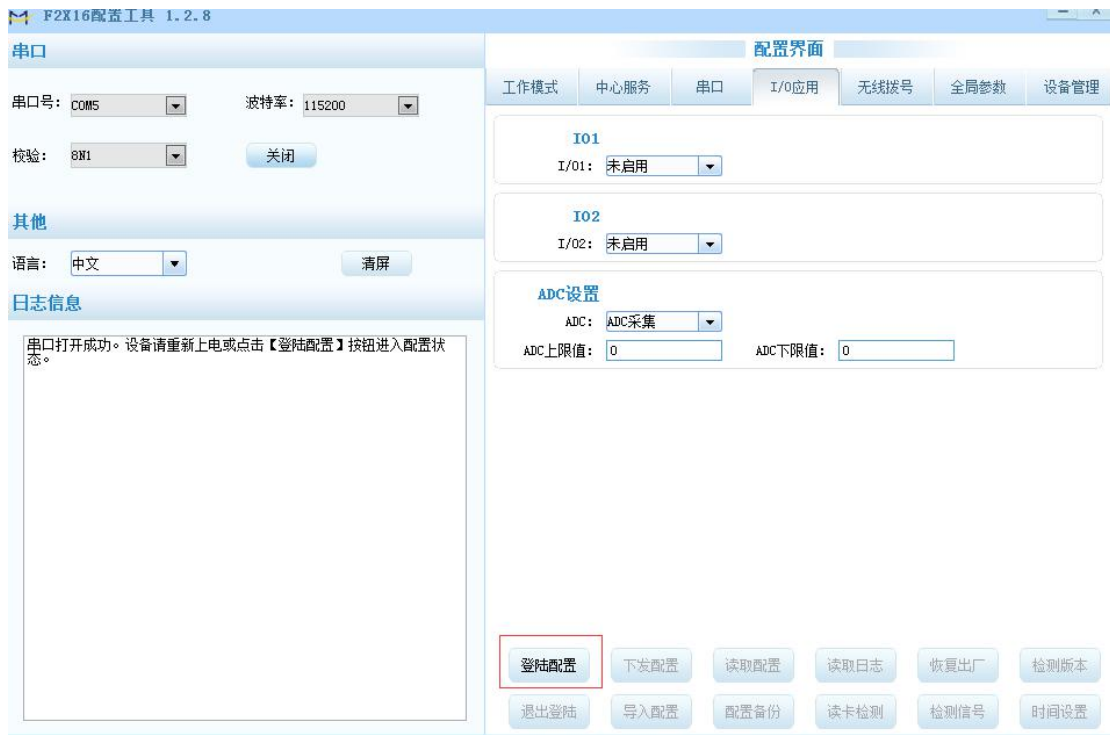 F2X16配置工具 1.2.8
串口
串口号: COM5 波特率: 115200
校验: 8N1 关闭
其他
语言: 中文 清屏
日志信息
串口打开成功。设备请重新上电或点击【登陆配置】按钮进入配置状
态。
配置界面
工作模式 中心服务 串口 I/O应用 无线拨号 全局参数 设备管理
IO1
I/O1: 未启用
IO2
I/O2: 未启用
ADC设置
ADC: ADC采集
ADC上限值: 0 ADC下限值: 0
登陆配置 下发配置 读取配置 读取日志 恢复出厂 检测版本
退出登陆 导入配置 配置备份 读卡检测 检测信号 时间设置